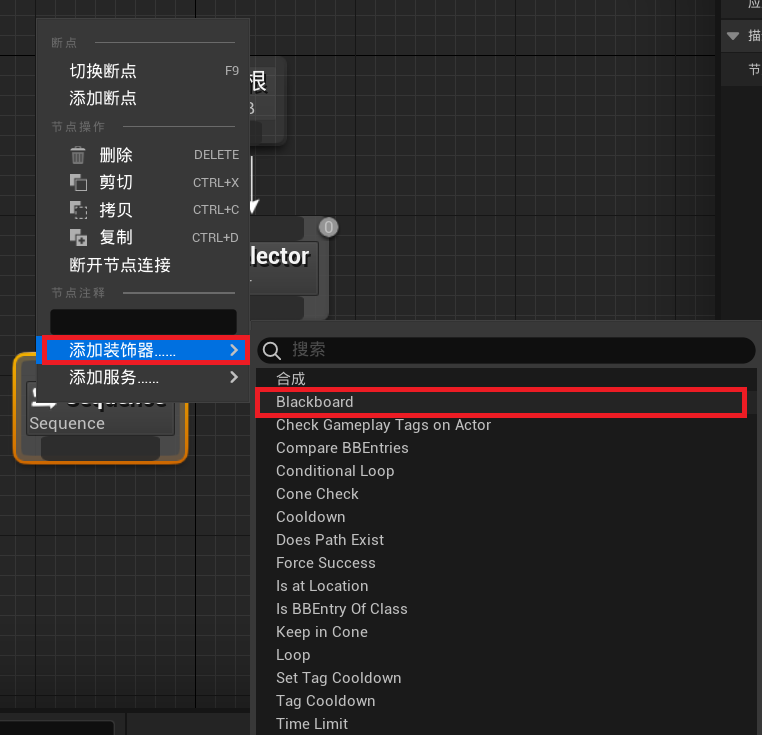 应
描
节
断点
切换断点 F9
添加断点
节点操作
删除 DELETE
剪切 CTRL+X
拷贝 CTRL+C
复制 CTRL+D
断开节点连接
节点注释
添加装饰器......
添加服务......
根
B
0
lector
Sequence
Sequence
搜索
合成
Blackboard
Check Gameplay Tags on Actor
Compare BBEntries
Conditional Loop
Cone Check
Cooldown
Does Path Exist
Force Success
Is at Location
Is BBEntry Of Class
Keep in Cone
Loop
Set Tag Cooldown
Tag Cooldown
Time Limit